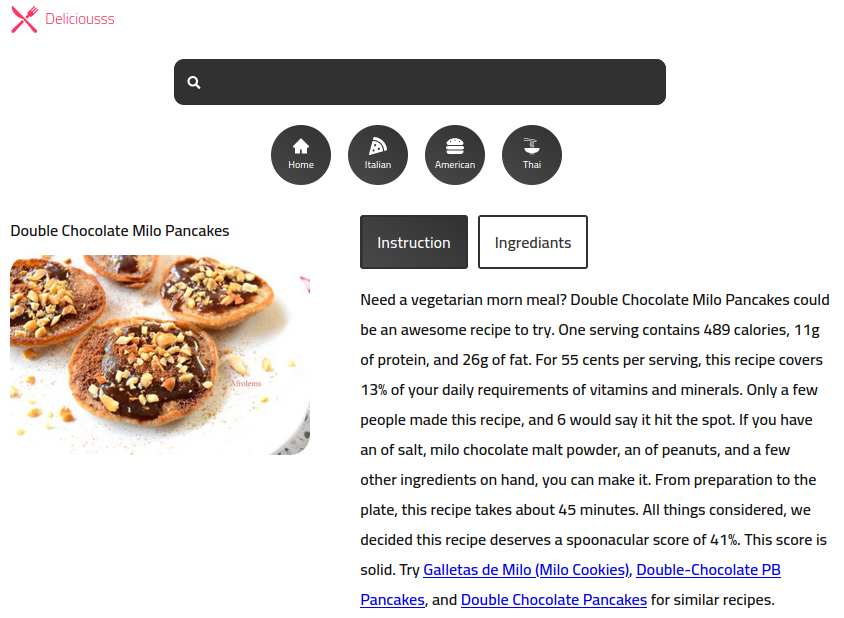 Deliciousss
Home
Italian
American
Thai
Double Chocolate Milo Pancakes
Afrolems
Instruction
Ingrediants
Need a vegetarian morn meal? Double Chocolate Milo Pancakes could
be an awesome recipe to try. One serving contains 489 calories, 11g
of protein, and 26g of fat. For 55 cents per serving, this recipe covers
13% of your daily requirements of vitamins and minerals. Only a few
people made this recipe, and 6 would say it hit the spot. If you have
an of salt, milo chocolate malt powder, an of peanuts, and a few
other ingredients on hand, you can make it. From preparation to the
plate, this recipe takes about 45 minutes. All things considered, we
decided this recipe deserves a spoonacular score of 41%. This score is
solid. Try Galletas de Milo (Milo Cookies), Double-Chocolate PB
Pancakes, and Double Chocolate Pancakes for similar recipes.